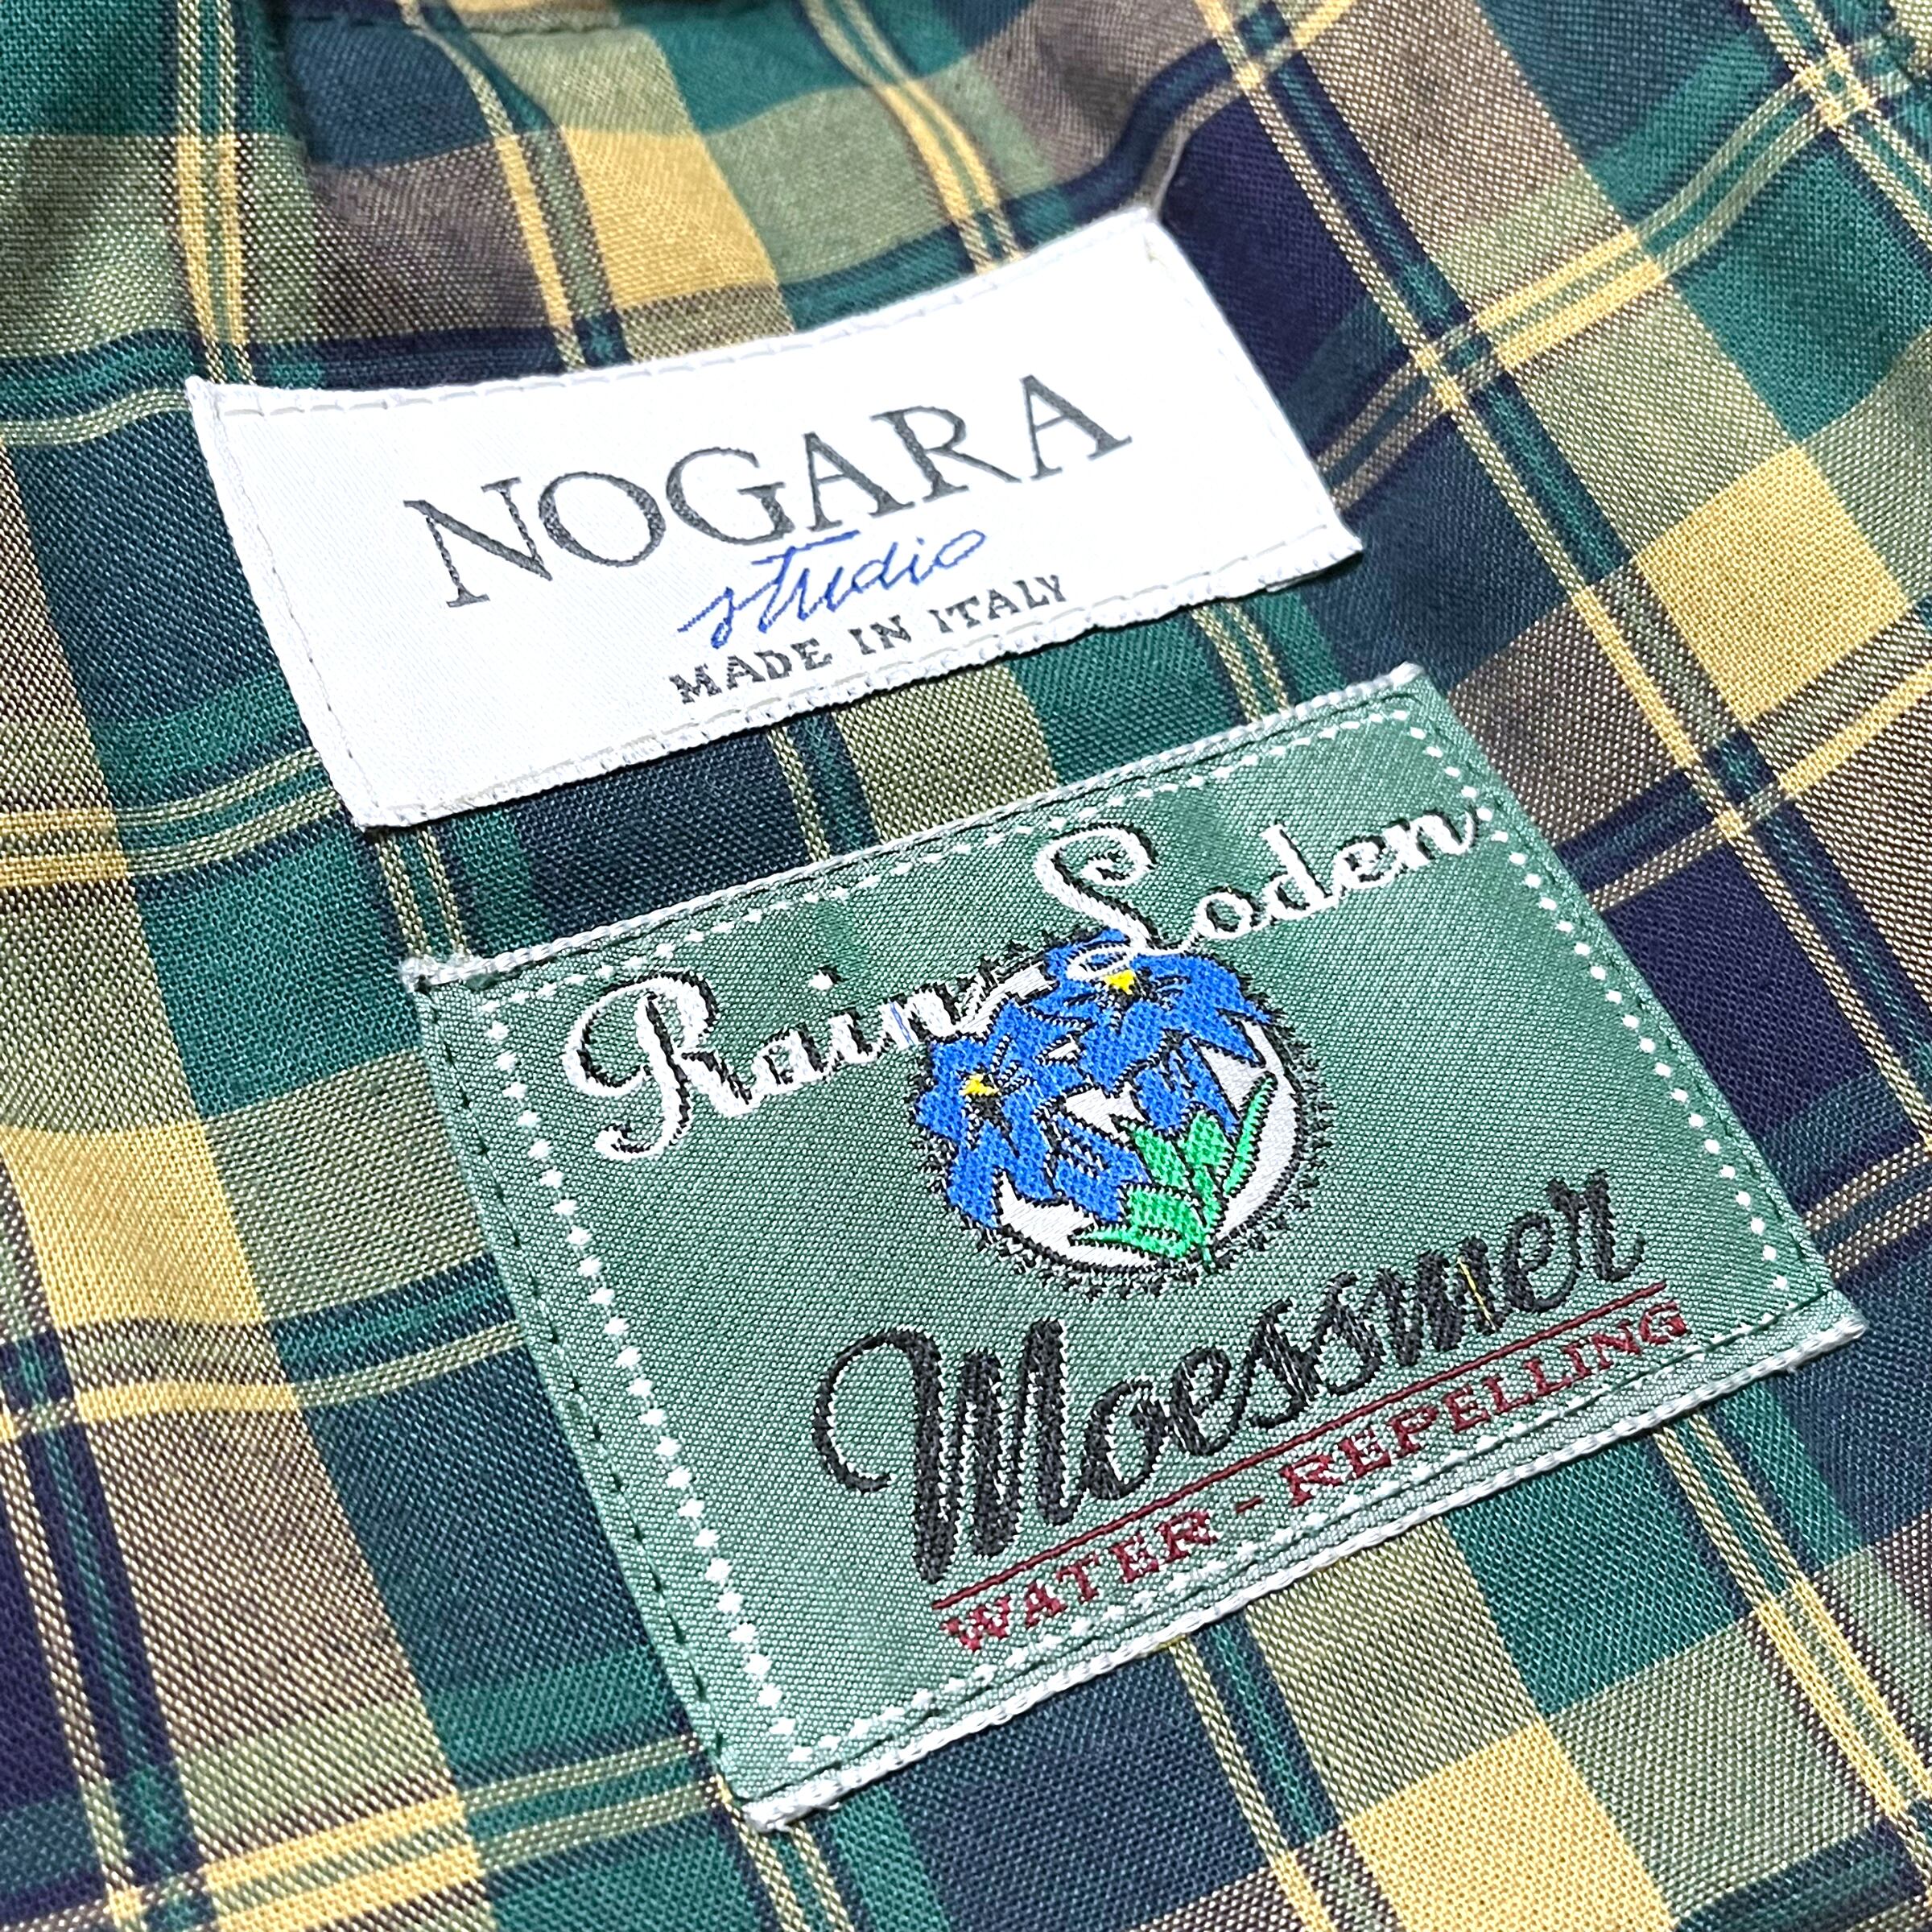 NOGARA
studio
MADE IN ITALY
Rain Loden
Moessmer
WATER-REPELLING